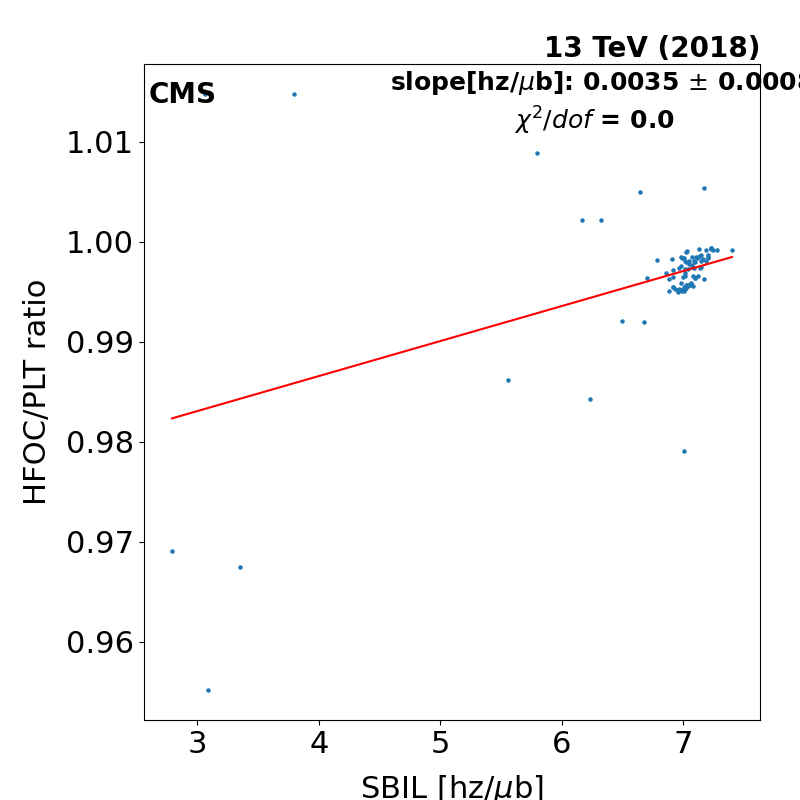 13 TeV (2018)
CMS
slope[hz/μb]: 0.0035 ± 0.0008
χ²/dof = 0.0
1.01
1.00
0.99
0.98
0.97
0.96
HFOC/PLT ratio
3 4 5 6 7
SBIL [hz/μb]